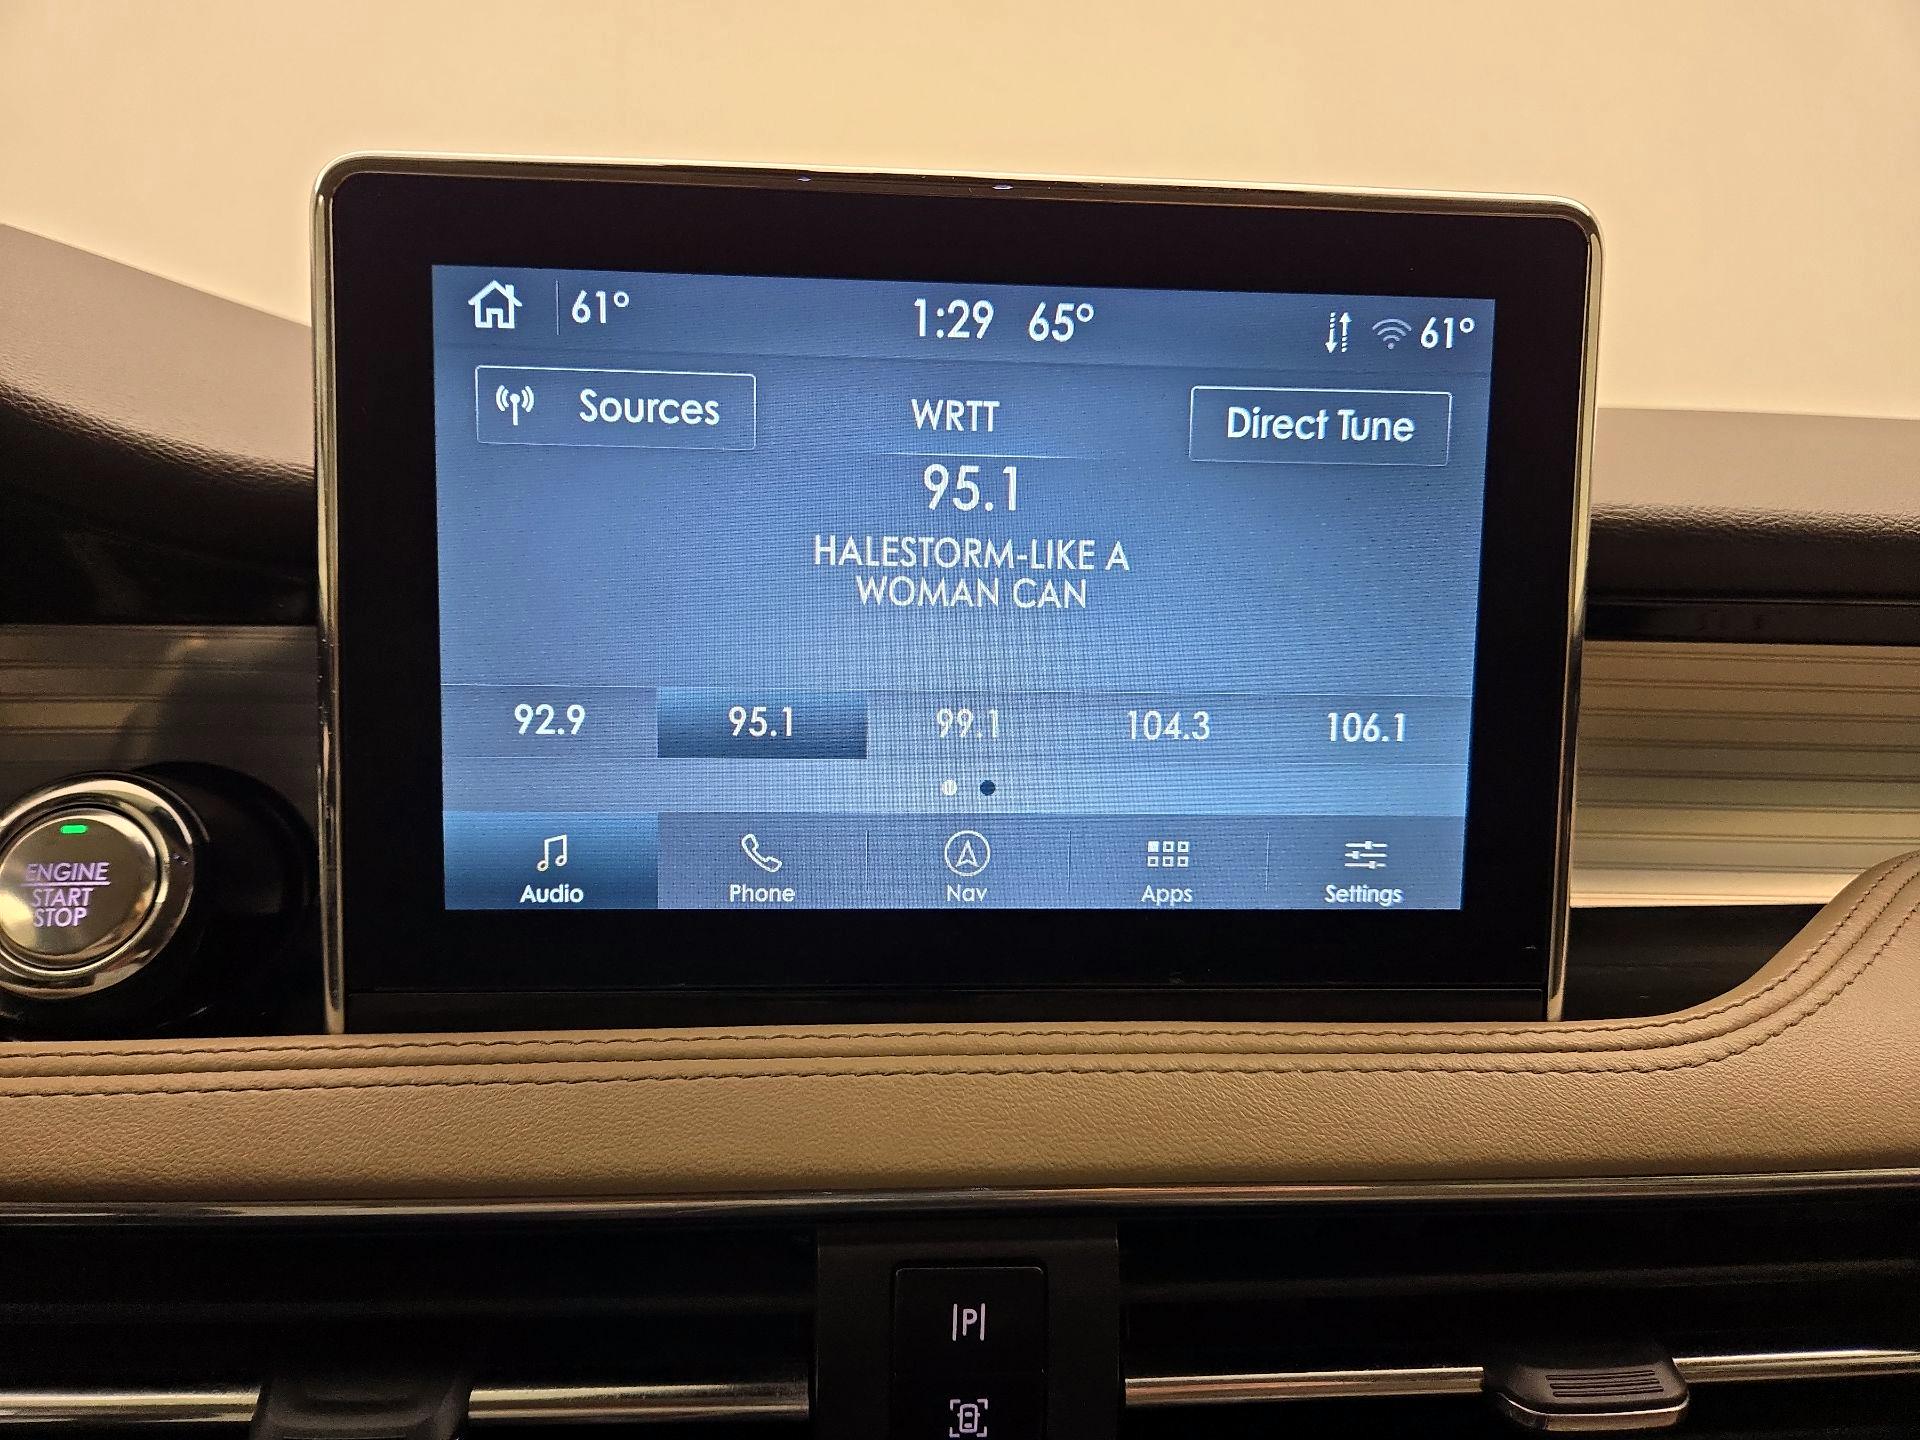 61° 1:29 65° 61°
Sources WRTT Direct Tune
95.1
HALESTORM-LIKE A
WOMAN CAN
92.9 95.1 99.1 104.3 106.1
Audio Phone Nav Apps Settings
ENGINE
START
STOP
|P|